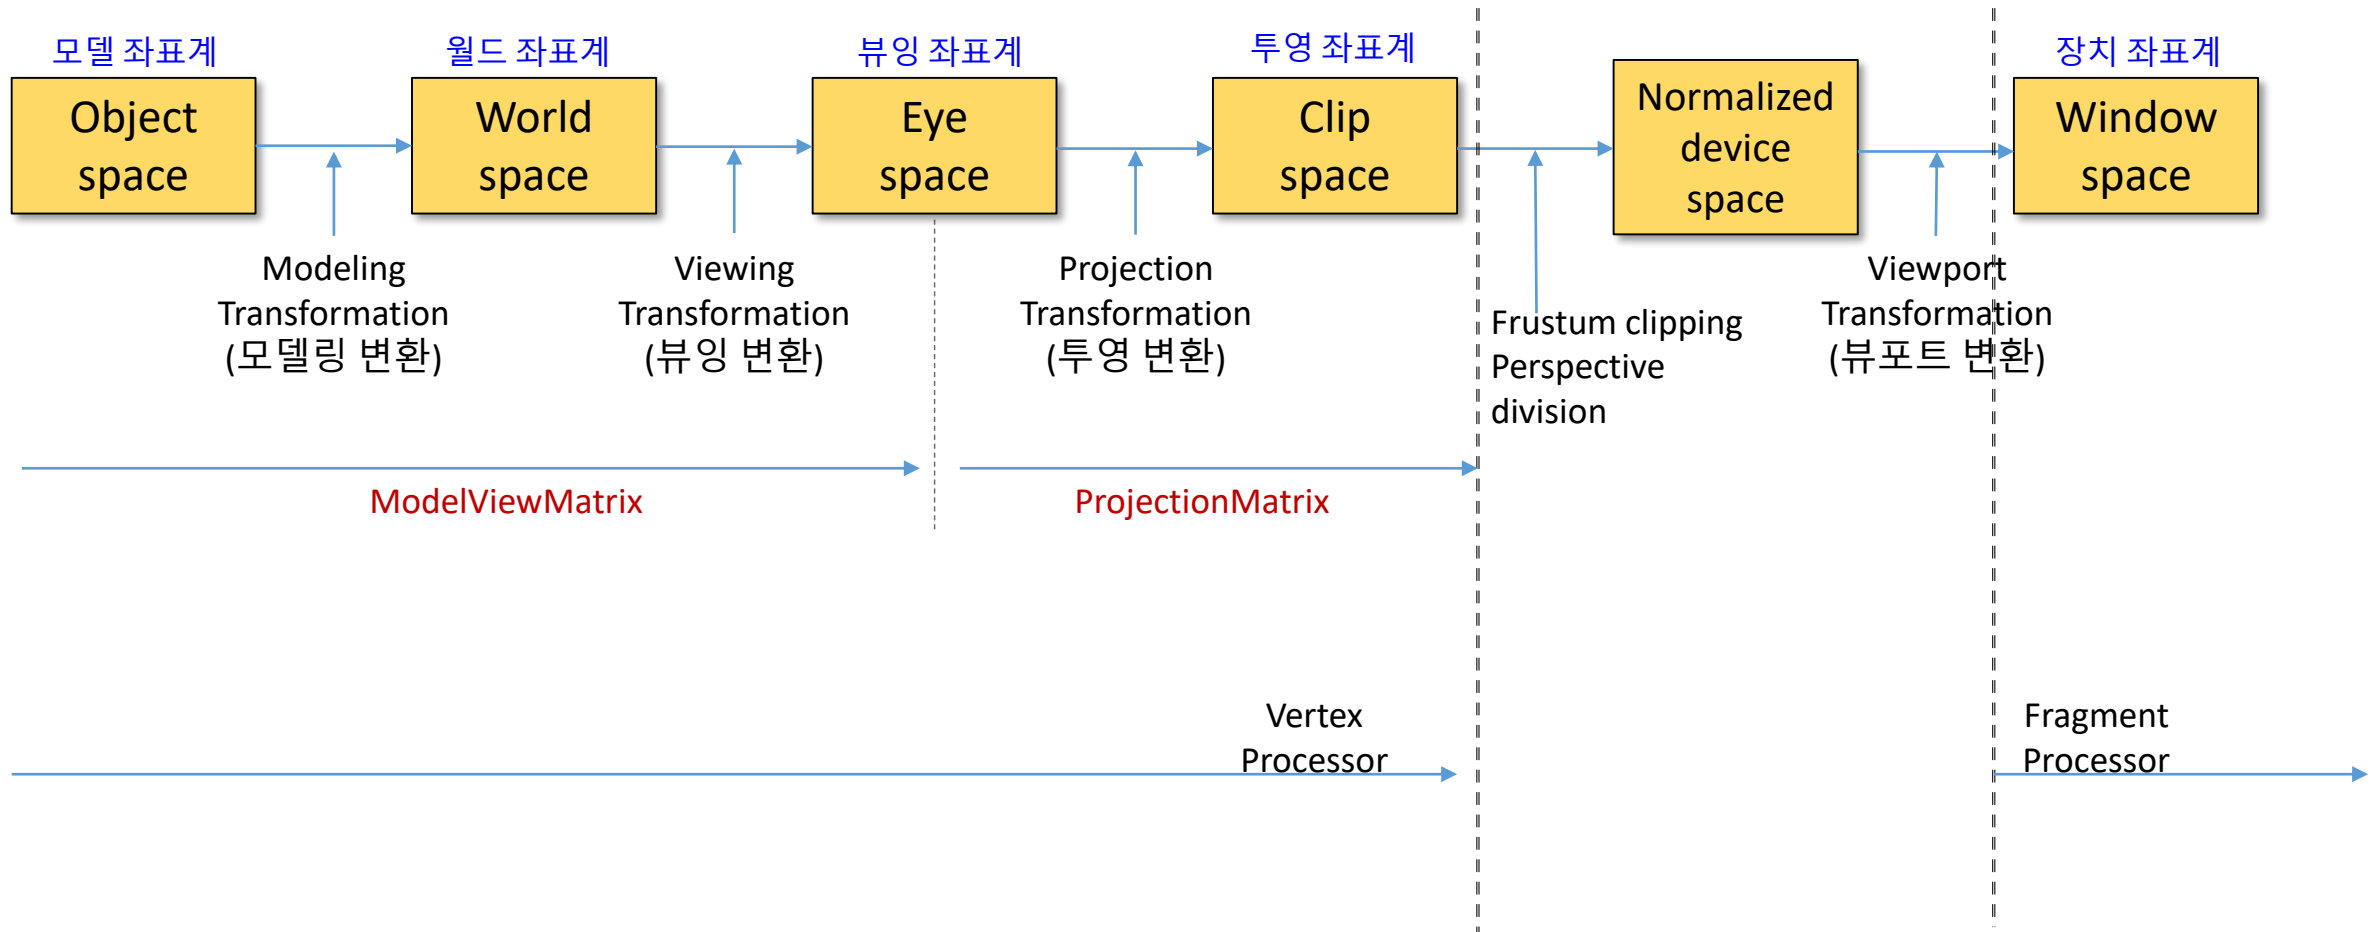 모델 좌표계
월드 좌표계
뷰잉 좌표계
투영 좌표계
장치 좌표계
Object
space
World
space
Eye
space
Clip
space
Normalized
device
space
Window
space
Modeling
Transformation
(모델링 변환)
Viewing
Transformation
(뷰잉 변환)
Projection
Transformation
(투영 변환)
Frustum clipping
Perspective
division
Viewport
Transformation
(뷰포트 변환)
ModelViewMatrix
ProjectionMatrix
Vertex
Processor
Fragment
Processor